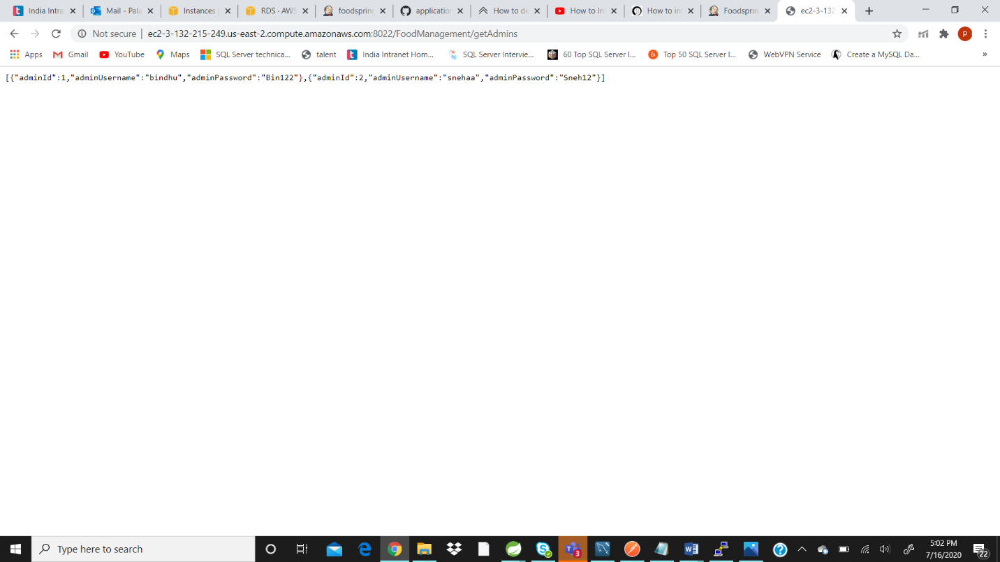 India Intra Mail - Pala Instances | RDS · AWS foodspring application How to de How to In How to in Foodsprin ec2-3-132
Not secure ec2-3-132-215-249.us-east-2.compute.amazonaws.com:8022/FoodManagement/getAdmins p
Apps Gmail YouTube Maps SQL Server technica... talent India Intranet Hom... SQL Server Intervie... 60 Top SQL Server I... Top 50 SQL Server I... WebVPN Service Create a MySQL Da... »
[{"adminId":1,"adminUsername":"bindhu","adminPassword":"Bin122"},{"adminId":2,"adminUsername":"snehaa","adminPassword":"Sneh12"}]
Type here to search
5:02 PM
7/16/2020
3
22